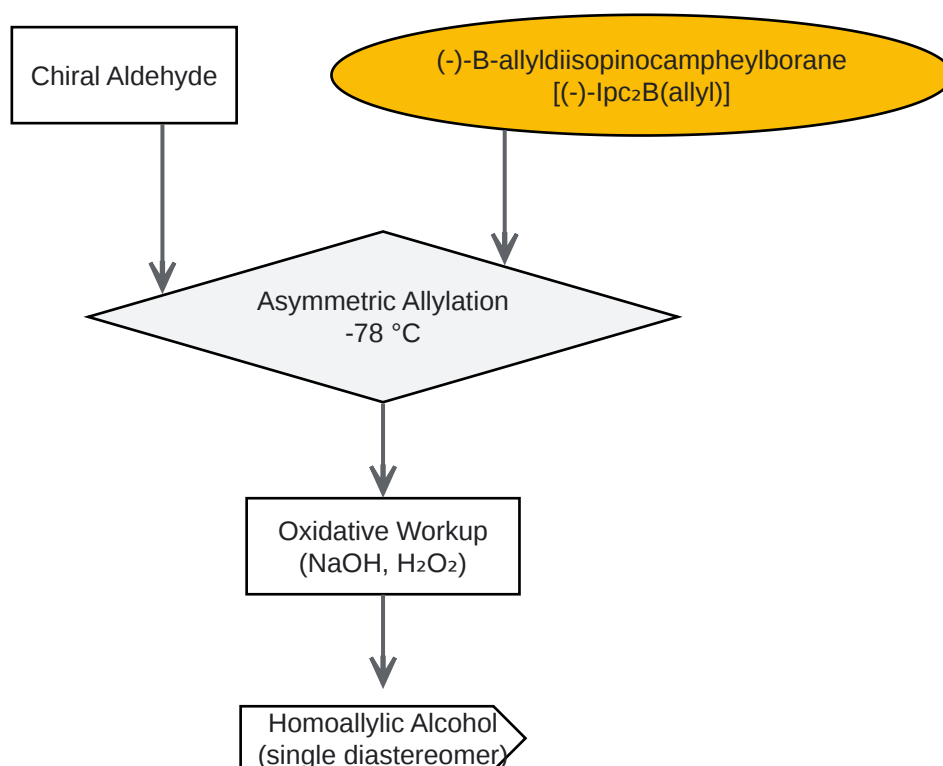 Chiral Aldehyde
(-)-B-allyldiisopinocampheylborane
[(-)-Ipc₂B(allyl)]
Asymmetric Allylation
-78 °C
Oxidative Workup
(NaOH, H₂O₂)
Homoallylic Alcohol
(single diastereomer)